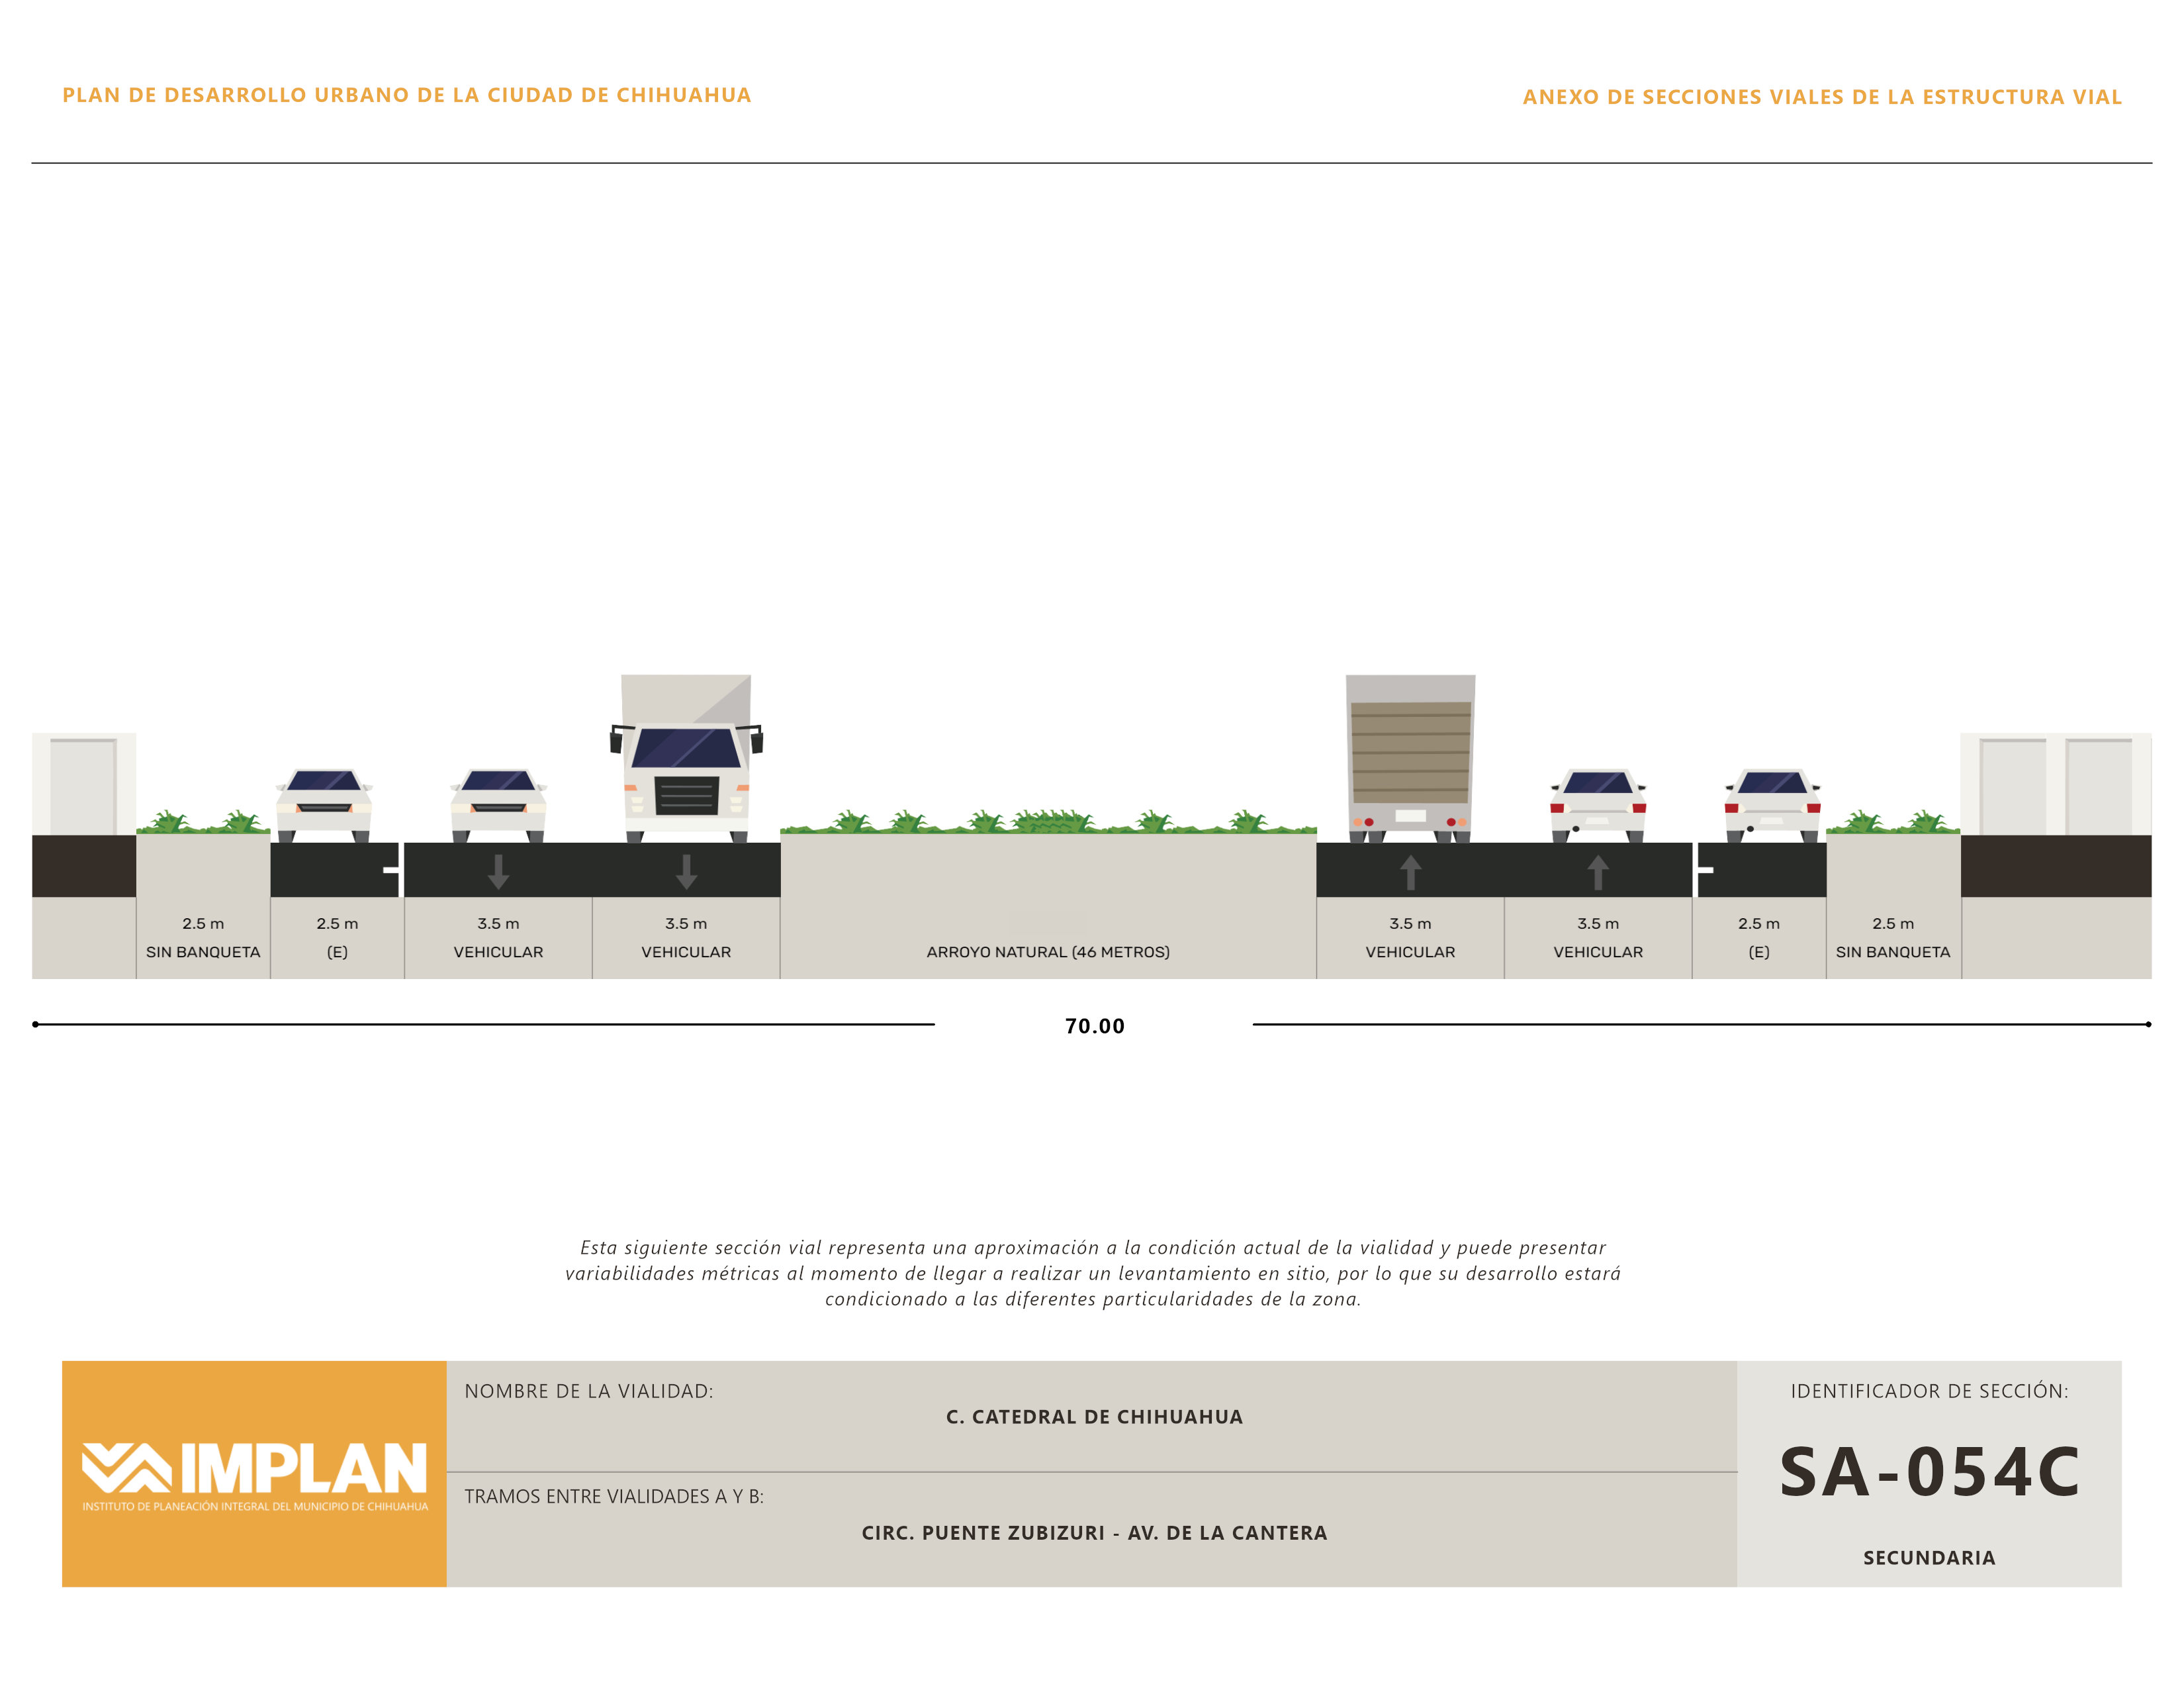 PLAN DE DESARROLLO URBANO DE LA CIUDAD DE CHIHUAHUA
ANEXO DE SECCIONES VIALES DE LA ESTRUCTURA VIAL
2.5 m
SIN BANQUETA
2.5 m
(E)
3.5 m
VEHICULAR
3.5 m
VEHICULAR
ARROYO NATURAL (46 METROS)
3.5 m
VEHICULAR
3.5 m
VEHICULAR
2.5 m
(E)
2.5 m
SIN BANQUETA
70.00
Esta siguiente sección vial representa una aproximación a la condición actual de la vialidad y puede presentar
variabilidades métricas al momento de llegar a realizar un levantamiento en sitio, por lo que su desarrollo estará
condicionado a las diferentes particularidades de la zona.
IMPLAN
INSTITUTO DE PLANEACIÓN INTEGRAL DEL MUNICIPIO DE CHIHUAHUA
NOMBRE DE LA VIALIDAD:
C. CATEDRAL DE CHIHUAHUA
TRAMOS ENTRE VIALIDADES A Y B:
CIRC. PUENTE ZUBIZURI - AV. DE LA CANTERA
IDENTIFICADOR DE SECCIÓN:
SA-054C
SECUNDARIA